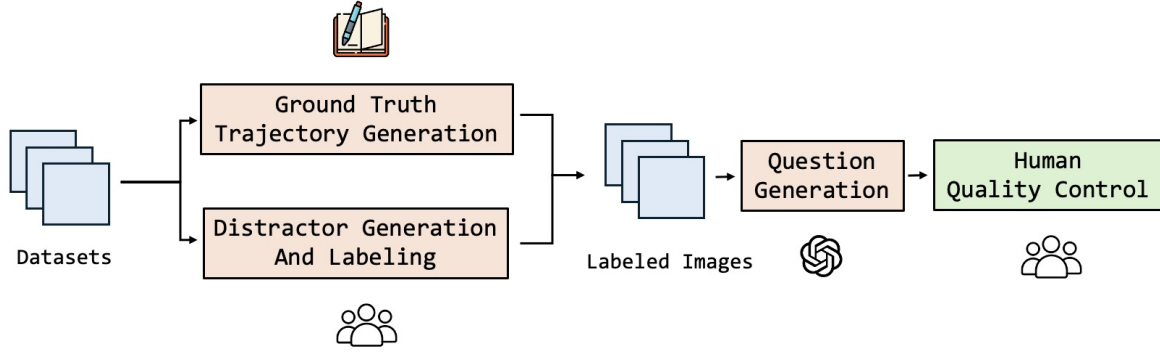 Ground Truth
Trajectory Generation
Datasets
Distractor Generation
And Labeling
Labeled Images
Question
Generation
Human
Quality Control